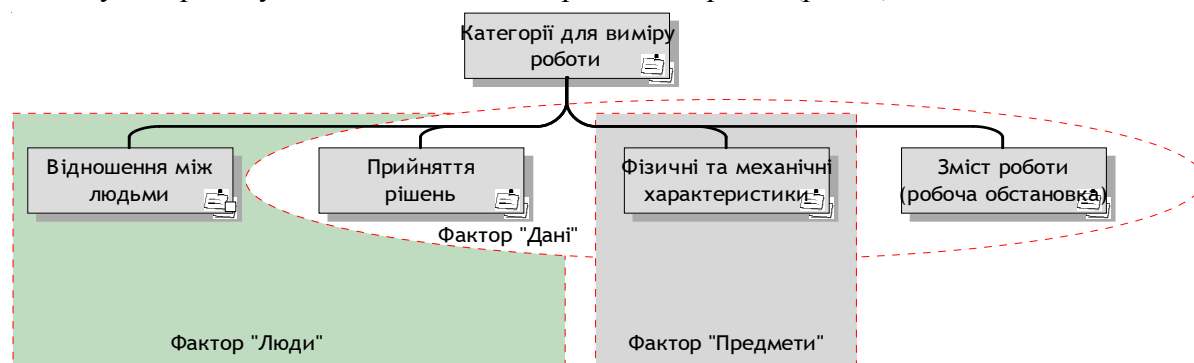 Категорії для виміру
роботи
Відношення між
людьми
Прийняття
рішень
Фізичні та механічні
характеристики
Зміст роботи
(робоча обстановка)
Фактор "Дані"
Фактор "Люди"
Фактор "Предмети"